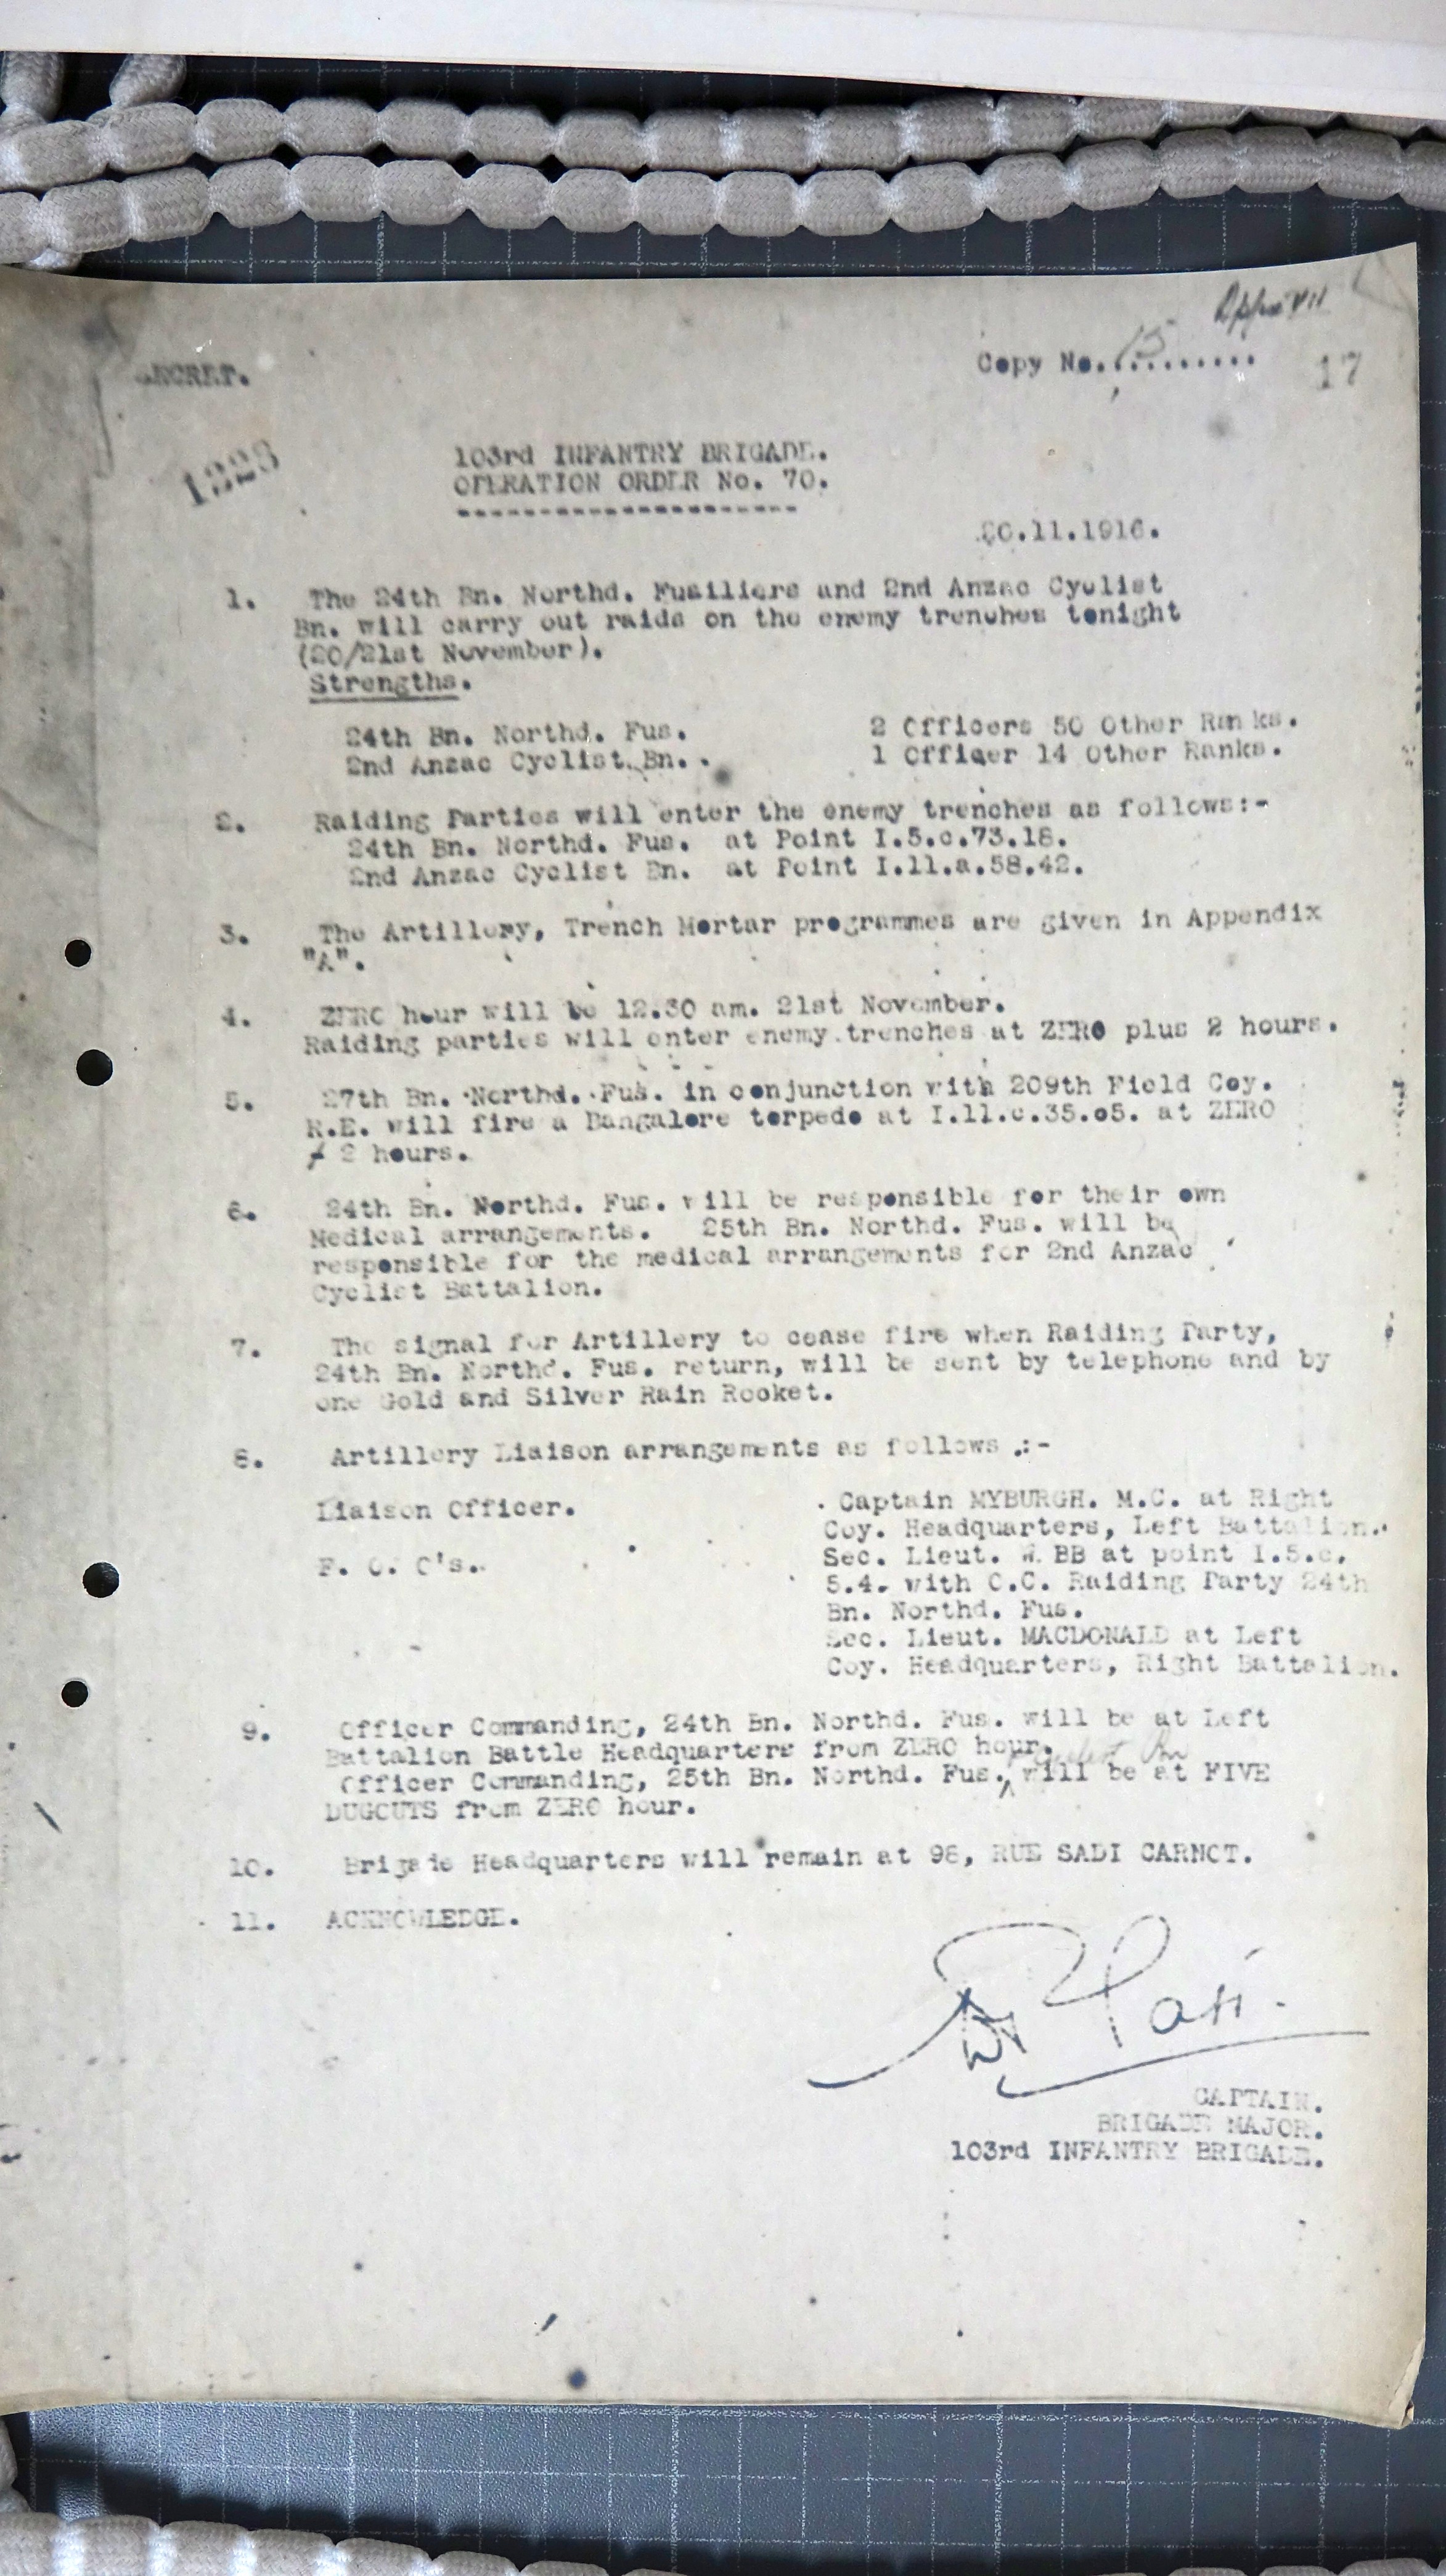 SECRET.
Copy No. 15..........
17
1228
103rd INFANTRY BRIGADE.
OPERATION ORDER No. 70.
---------------------
20.11.1916.
1. The 24th Bn. Northd. Fusiliers and 2nd Anzac Cyclist
Bn. will carry out raids on the enemy trenches tonight
(20/21st November).
Strengths.
24th Bn. Northd. Fus. 2 Officers 50 Other Ranks.
2nd Anzac Cyclist Bn. 1 Officer 14 Other Ranks.
2. Raiding Parties will enter the enemy trenches as follows:-
24th Bn. Northd. Fus. at Point I.5.c.73.18.
2nd Anzac Cyclist Bn. at Point I.11.a.58.42.
3. The Artillery, Trench Mortar programmes are given in Appendix
"A".
4. ZERO hour will be 12.30 am. 21st November.
Raiding parties will enter enemy trenches at ZERO plus 2 hours.
5. 27th Bn. Northd. Fus. in conjunction with 209th Field Coy.
R.E. will fire a Bangalore torpedo at I.11.c.35.05. at ZERO
+ 2 hours.
6. 24th Bn. Northd. Fus. will be responsible for their own
Medical arrangements. 25th Bn. Northd. Fus. will be
responsible for the medical arrangements for 2nd Anzac
Cyclist Battalion.
7. The signal for Artillery to cease fire when Raiding Party,
24th Bn. Northd. Fus. return, will be sent by telephone and by
one Gold and Silver Rain Rocket.
8. Artillery Liaison arrangements as follows :-
Liaison Officer. Captain MYBURGH. M.C. at Right
Coy. Headquarters, Left Battalion.
F. O. O's. Sec. Lieut. WEBB at point I.5.c.
5.4. with O.C. Raiding Party 24th
Bn. Northd. Fus.
Sec. Lieut. MACDONALD at Left
Coy. Headquarters, Right Battalion.
9. Officer Commanding, 24th Bn. Northd. Fus. will be at Left
Battalion Battle Headquarters from ZERO hour.
Officer Commanding, 25th Bn. Northd. Fus. will be at FIVE
DUGOUTS from ZERO hour.
10. Brigade Headquarters will remain at 98, RUE SADI CARNOT.
11. ACKNOWLEDGE.
CAPTAIN.
BRIGADE MAJOR.
103rd INFANTRY BRIGADE.